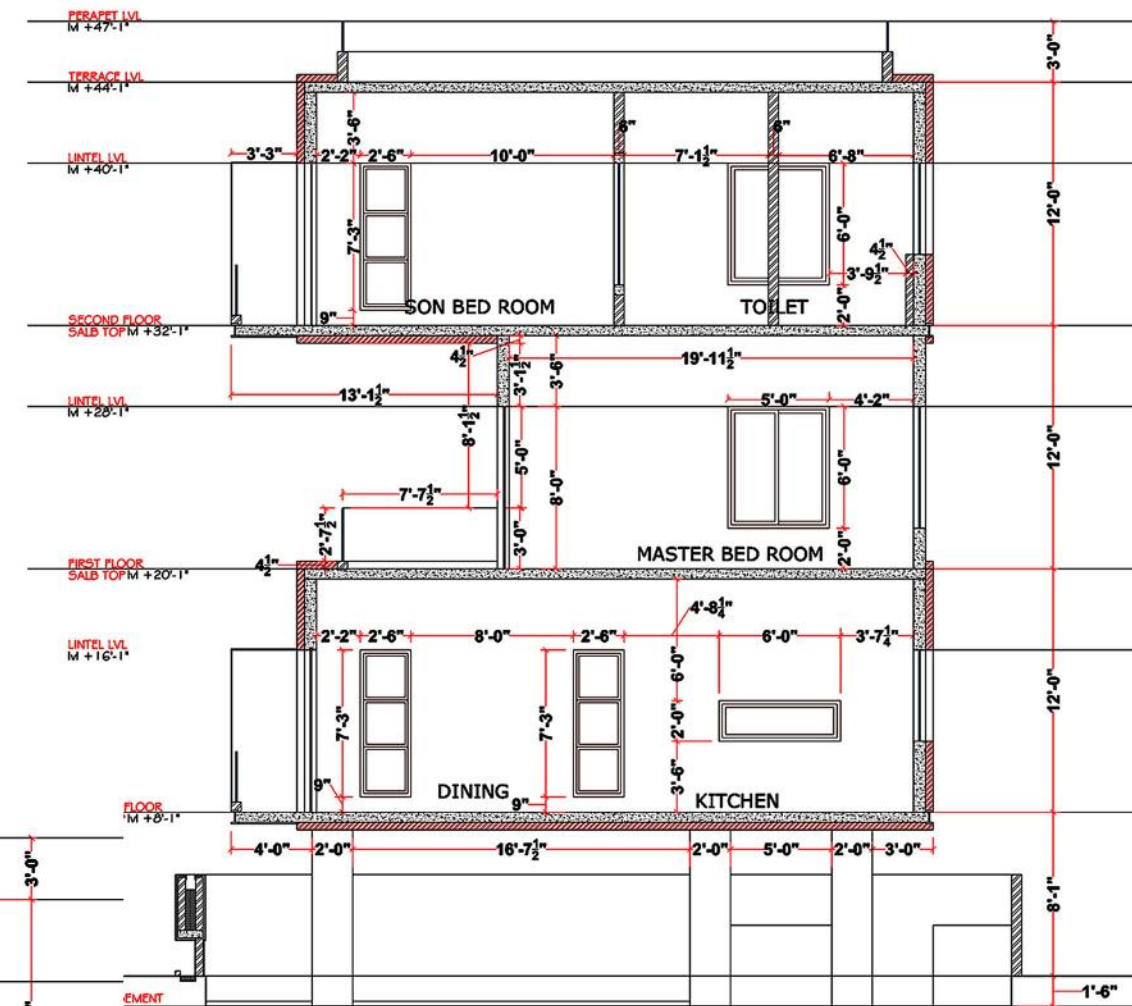 PERAPET LVL
M +47'-1"
3'-0"
TERRACE LVL
M +44'-1"
3'-6"
6"
6"
3'-3"
2'-2"
2'-6"
10'-0"
7'-1½"
6'-8"
LINTEL LVL
M +40'-1"
12'-0"
7'-3"
6'-0"
4½"
3'-9½"
SON BED ROOM
TOILET
9"
2'-0"
SECOND FLOOR
SALB TOP M +32'-1"
4½"
3'-1½"
3'-6"
19'-11½"
13'-1½"
5'-0"
4'-2"
LINTEL LVL
M +28'-1"
8'-1½"
5'-0"
8'-0"
6'-0"
12'-0"
7'-7½"
2'-7½"
3'-0"
MASTER BED ROOM
2'-0"
FIRST FLOOR
SALB TOP M +20'-1"
4½"
4'-8¼"
2'-2"
2'-6"
8'-0"
2'-6"
6'-0"
3'-7¼"
LINTEL LVL
M +16'-1"
6'-0"
12'-0"
7'-3"
7'-3"
2'-0"
9"
DINING
9"
3'-6"
KITCHEN
FLOOR
M +8'-1"
4'-0"
2'-0"
16'-7½"
2'-0"
5'-0"
2'-0"
3'-0"
3'-0"
8'-1"
1'-6"
EMENT